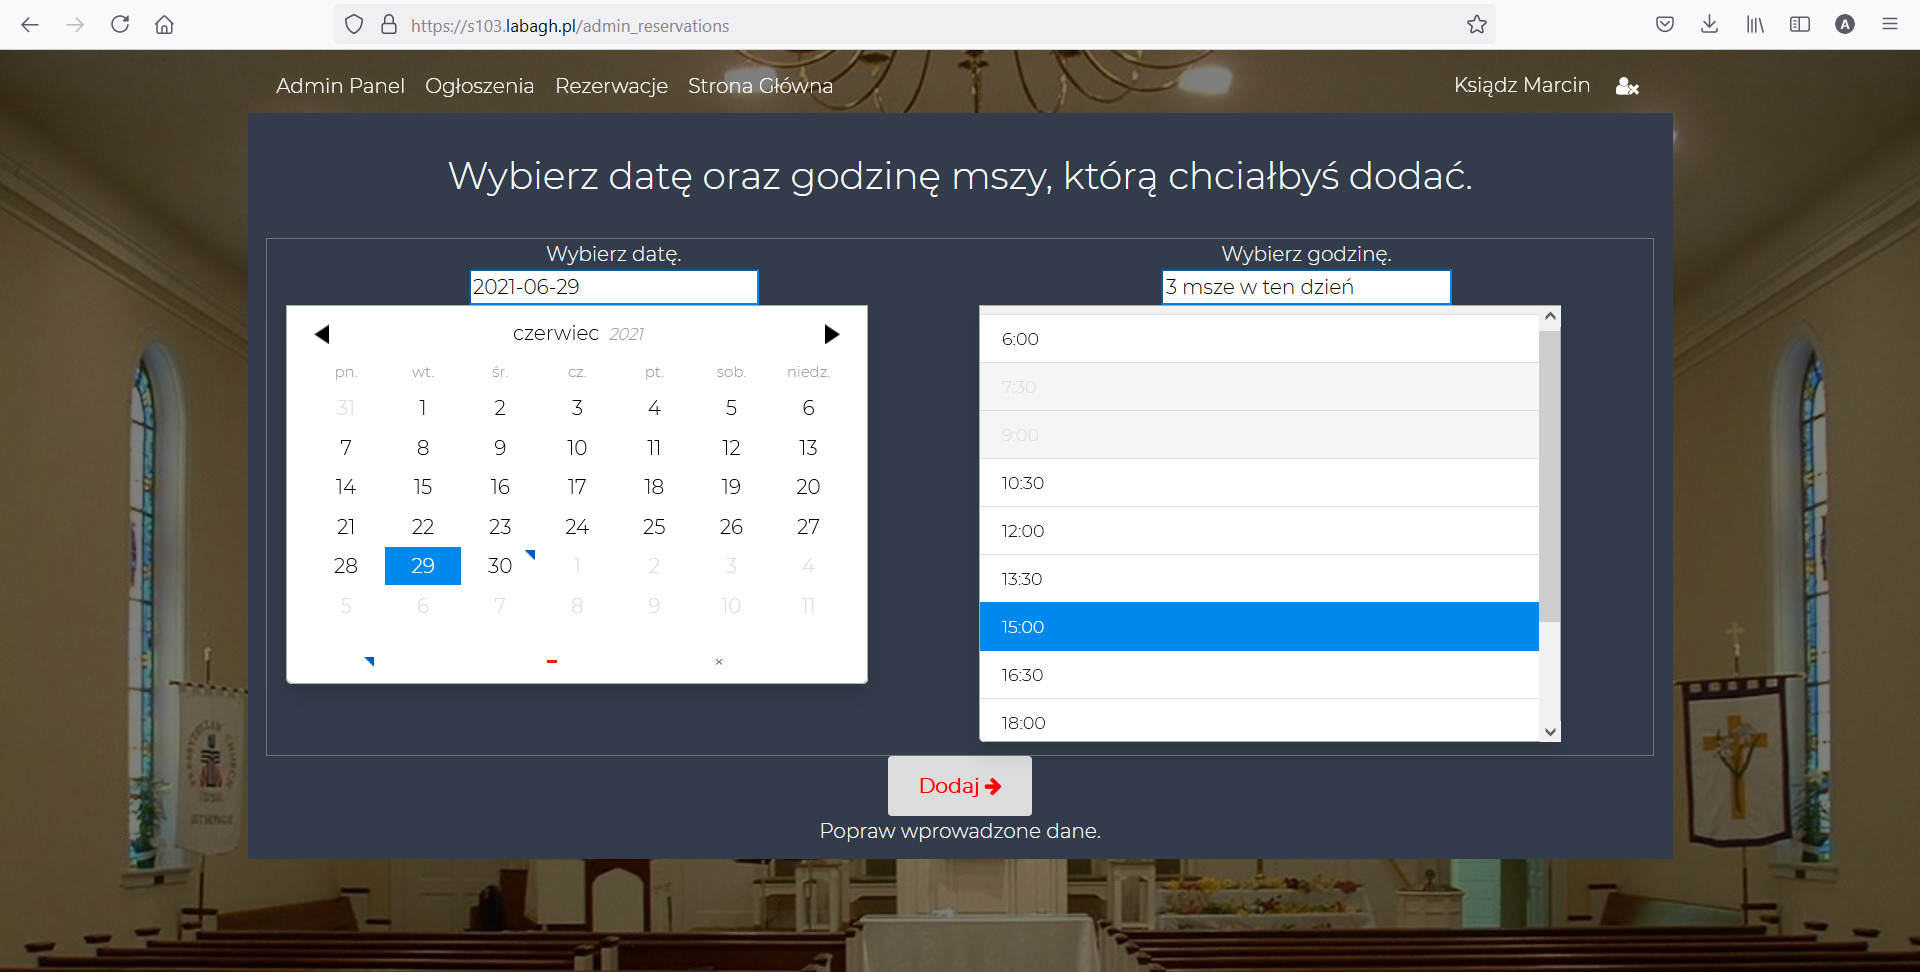 https://s103.labagh.pl/admin_reservations
A
Admin Panel Ogłoszenia Rezerwacje Strona Główna
Ksiądz Marcin
Wybierz datę oraz godzinę mszy, którą chciałbyś dodać.
Wybierz datę.
2021-06-29
czerwiec 2021
pn. wt. śr. cz. pt. sob. niedz.
31 1 2 3 4 5 6
7 8 9 10 11 12 13
14 15 16 17 18 19 20
21 22 23 24 25 26 27
28 29 30 1 2 3 4
5 6 7 8 9 10 11
Wybierz godzinę.
3 msze w ten dzień
6:00
7:30
9:00
10:30
12:00
13:30
15:00
16:30
18:00
Dodaj
Popraw wprowadzone dane.